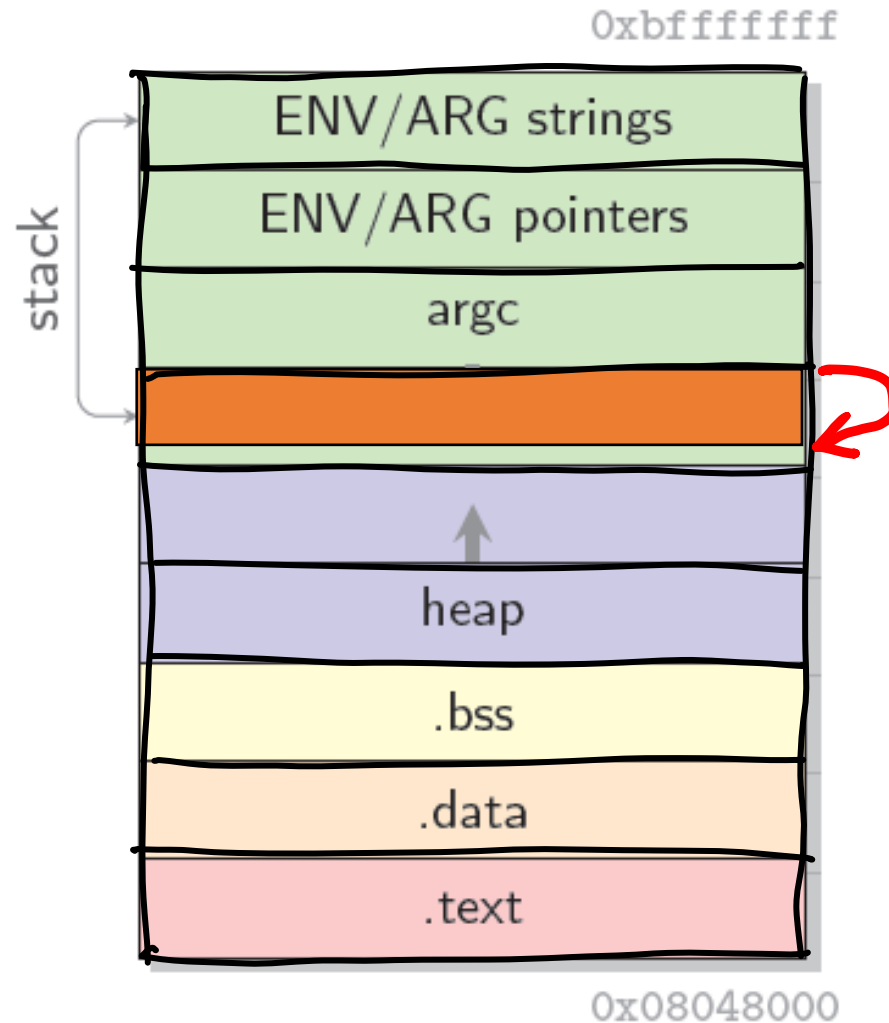 0xbfffffff
ENV/ARG strings
ENV/ARG pointers
stack
argc
heap
.bss
.data
.text
0x08048000